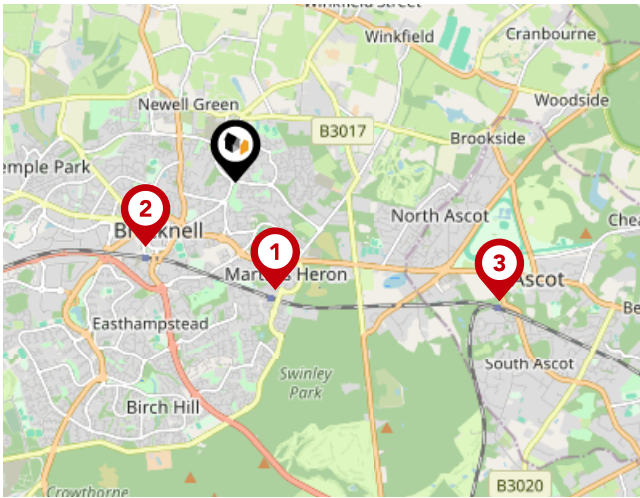 Winkfield Street
Winkfield
Cranbourne
Newell Green
Woodside
B3017
Brookside
emple Park
2
North Ascot
Chea
Bracknell
1
3
Martins Heron
Ascot
Be
Easthampstead
South Ascot
Swinley
Park
Birch Hill
B3020
Crowthorne